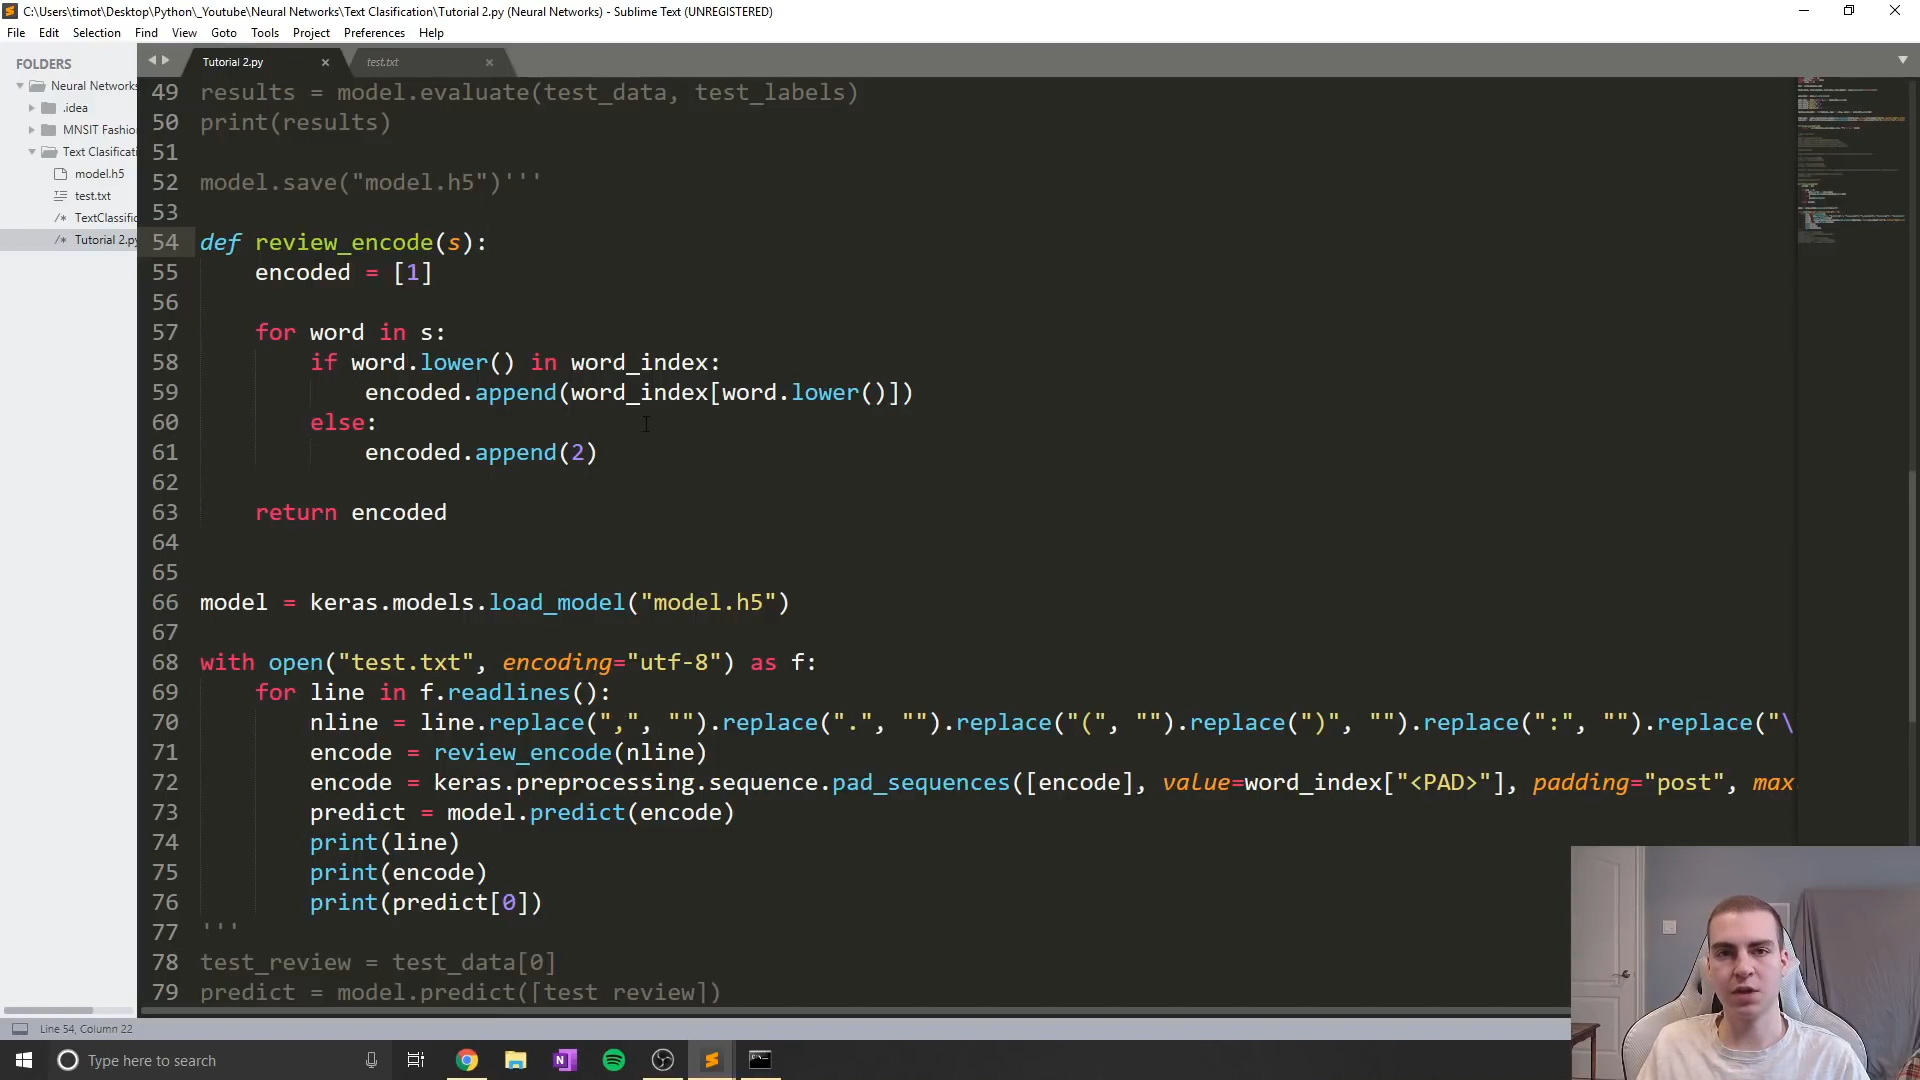 C:\Users\timot\Desktop\Python\_Youtube\Neural Networks\Text Clasification\Tutorial 2.py (Neural Networks) - Sublime Text (UNREGISTERED)
File Edit Selection Find View Goto Tools Project Preferences Help
FOLDERS
Neural Networks
.idea
MNSIT Fashio
Text Clasificati
model.h5
test.txt
TextClassific
Tutorial 2.py
Tutorial 2.py
test.txt
49 results = model.evaluate(test_data, test_labels)
50 print(results)
51
52 model.save("model.h5")'''
53
54 def review_encode(s):
55 encoded = [1]
56
57 for word in s:
58 if word.lower() in word_index:
59 encoded.append(word_index[word.lower()])
60 else:
61 encoded.append(2)
62
63 return encoded
64
65
66 model = keras.models.load_model("model.h5")
67
68 with open("test.txt", encoding="utf-8") as f:
69 for line in f.readlines():
70 nline = line.replace(",", "").replace(".", "").replace("(", "").replace(")", "").replace(":", "").replace("\
71 encode = review_encode(nline)
72 encode = keras.preprocessing.sequence.pad_sequences([encode], value=word_index["<PAD>"], padding="post", max
73 predict = model.predict(encode)
74 print(line)
75 print(encode)
76 print(predict[0])
77 '''
78 test_review = test_data[0]
79 predict = model.predict([test_review])
Line 54, Column 22
Type here to search